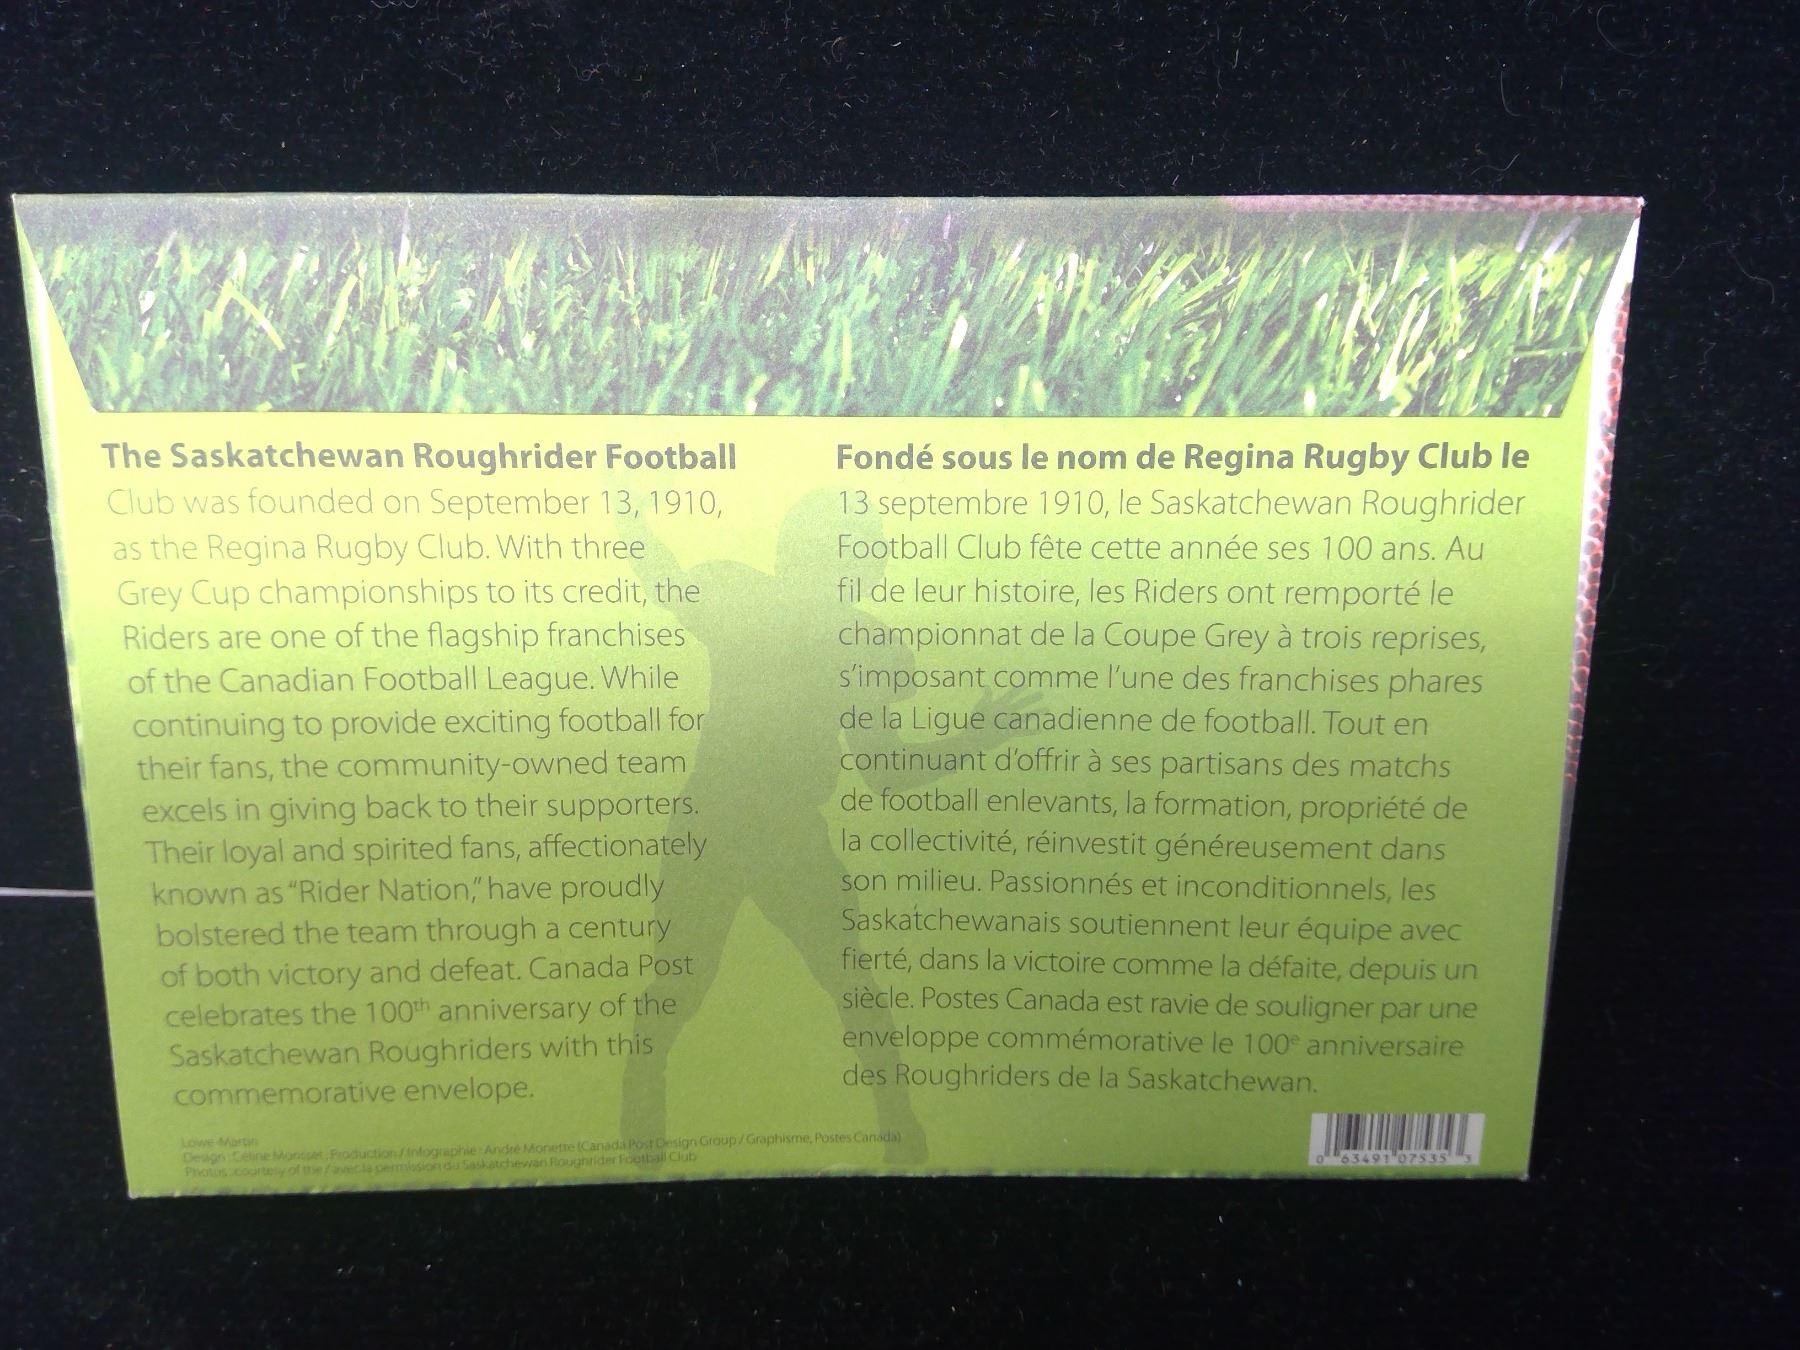 The Saskatchewan Roughrider Football
Club was founded on September 13, 1910,
as the Regina Rugby Club. With three
Grey Cup championships to its credit, the
Riders are one of the flagship franchises
of the Canadian Football League. While
continuing to provide exciting football for
their fans, the community-owned team
excels in giving back to their supporters.
Their loyal and spirited fans, affectionately
known as “Rider Nation,” have proudly
bolstered the team through a century
of both victory and defeat. Canada Post
celebrates the 100th anniversary of the
Saskatchewan Roughriders with this
commemorative envelope.
Fondé sous le nom de Regina Rugby Club le
13 septembre 1910, le Saskatchewan Roughrider
Football Club fête cette année ses 100 ans. Au
fil de leur histoire, les Riders ont remporté le
championnat de la Coupe Grey à trois reprises,
s’imposant comme l’une des franchises phares
de la Ligue canadienne de football. Tout en
continuant d’offrir à ses partisans des matchs
de football enlevants, la formation, propriété de
la collectivité, réinvestit généreusement dans
son milieu. Passionnés et inconditionnels, les
Saskatchewanais soutiennent leur équipe avec
fierté, dans la victoire comme la défaite, depuis un
siècle. Postes Canada est ravie de souligner par une
enveloppe commémorative le 100e anniversaire
des Roughriders de la Saskatchewan.
Lowe-Martin
Design : Céline Morisset ; Production / Infographie : André Monette (Canada Post Design Group / Graphisme, Postes Canada)
Photos : courtesy of the / avec la permission du Saskatchewan Roughrider Football Club
0 63491 07535 3